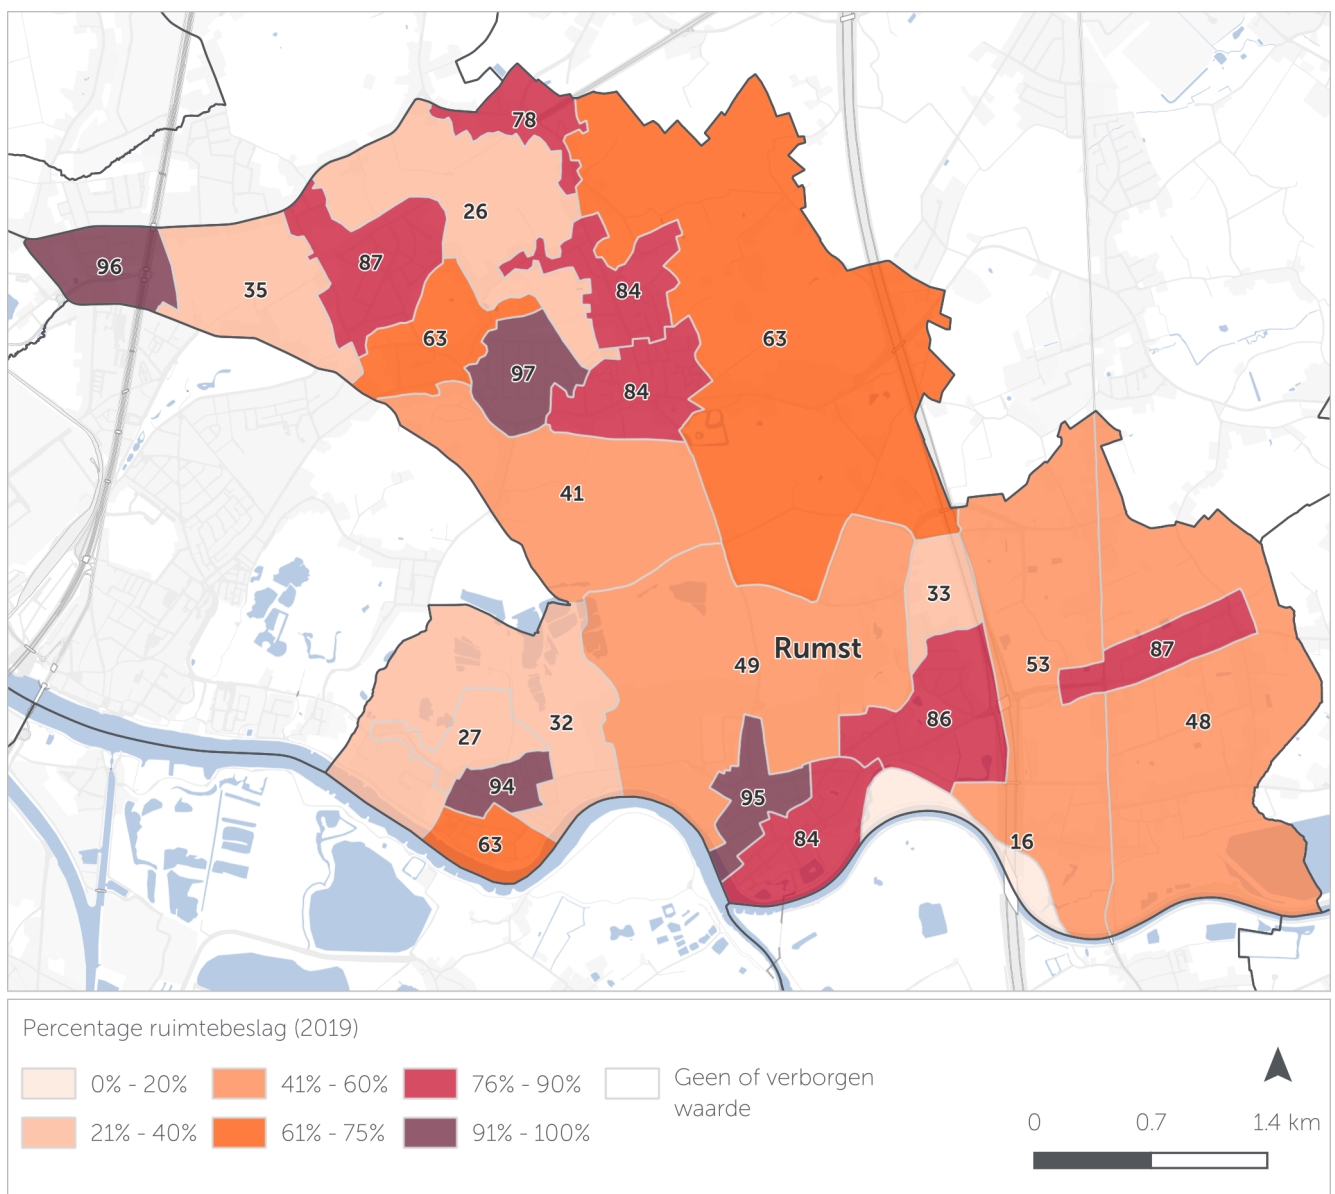 78
26
96
35
87
84
63
63
97
84
41
33
Rumst
49
53
87
86
48
32
27
94
95
84
63
16
Percentage ruimtebeslag (2019)
0% - 20%
41% - 60%
76% - 90%
Geen of verborgen
waarde
21% - 40%
61% - 75%
91% - 100%
0 0.7 1.4 km